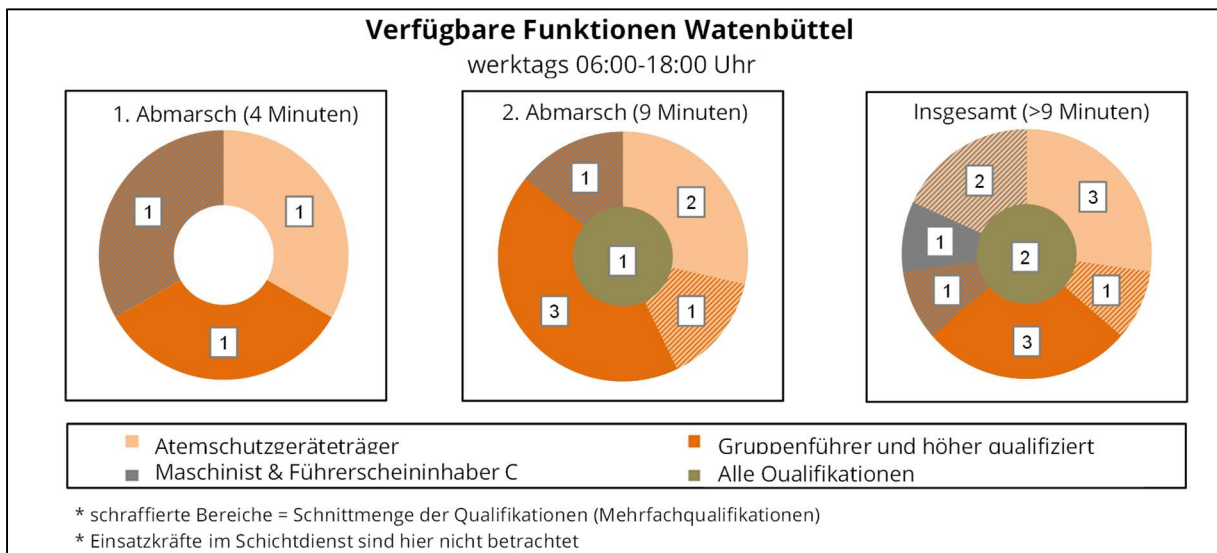 Verfügbare Funktionen Watenbüttel
werktags 06:00-18:00 Uhr
1. Abmarsch (4 Minuten)
1
1
1
2. Abmarsch (9 Minuten)
1
2
1
3
1
Insgesamt (>9 Minuten)
2
3
1
2
1
1
3
Atemschutzgeräteträger
Gruppenführer und höher qualifiziert
Maschinist & Führerscheininhaber C
Alle Qualifikationen
* schraffierte Bereiche = Schnittmenge der Qualifikationen (Mehrfachqualifikationen)
* Einsatzkräfte im Schichtdienst sind hier nicht betrachtet